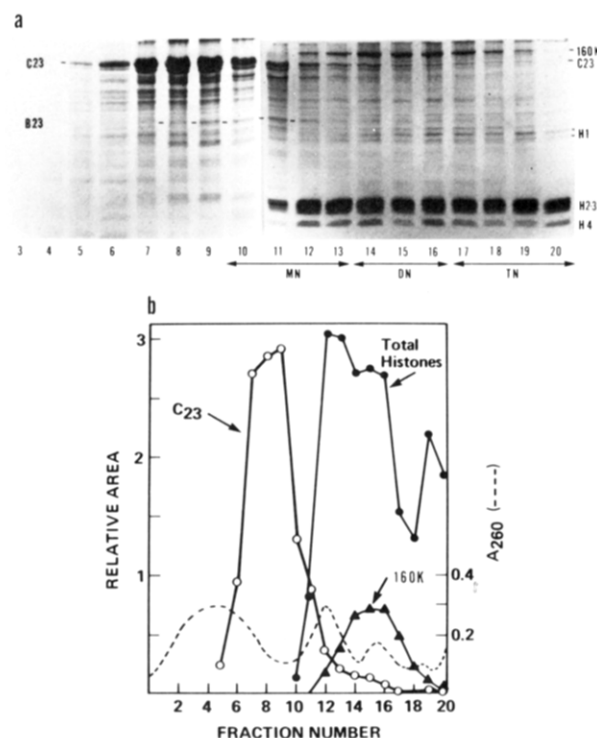 a
160K
C23
C23
B23
H1
H2·3
H4
3 4 5 6 7 8 9 10 11 12 13 14 15 16 17 18 19 20
MN DN TN
b
3
Total
Histones
C23
2
RELATIVE AREA
A260 (----)
160K
1
0.4
0.2
2 4 6 8 10 12 14 16 18 20
FRACTION NUMBER